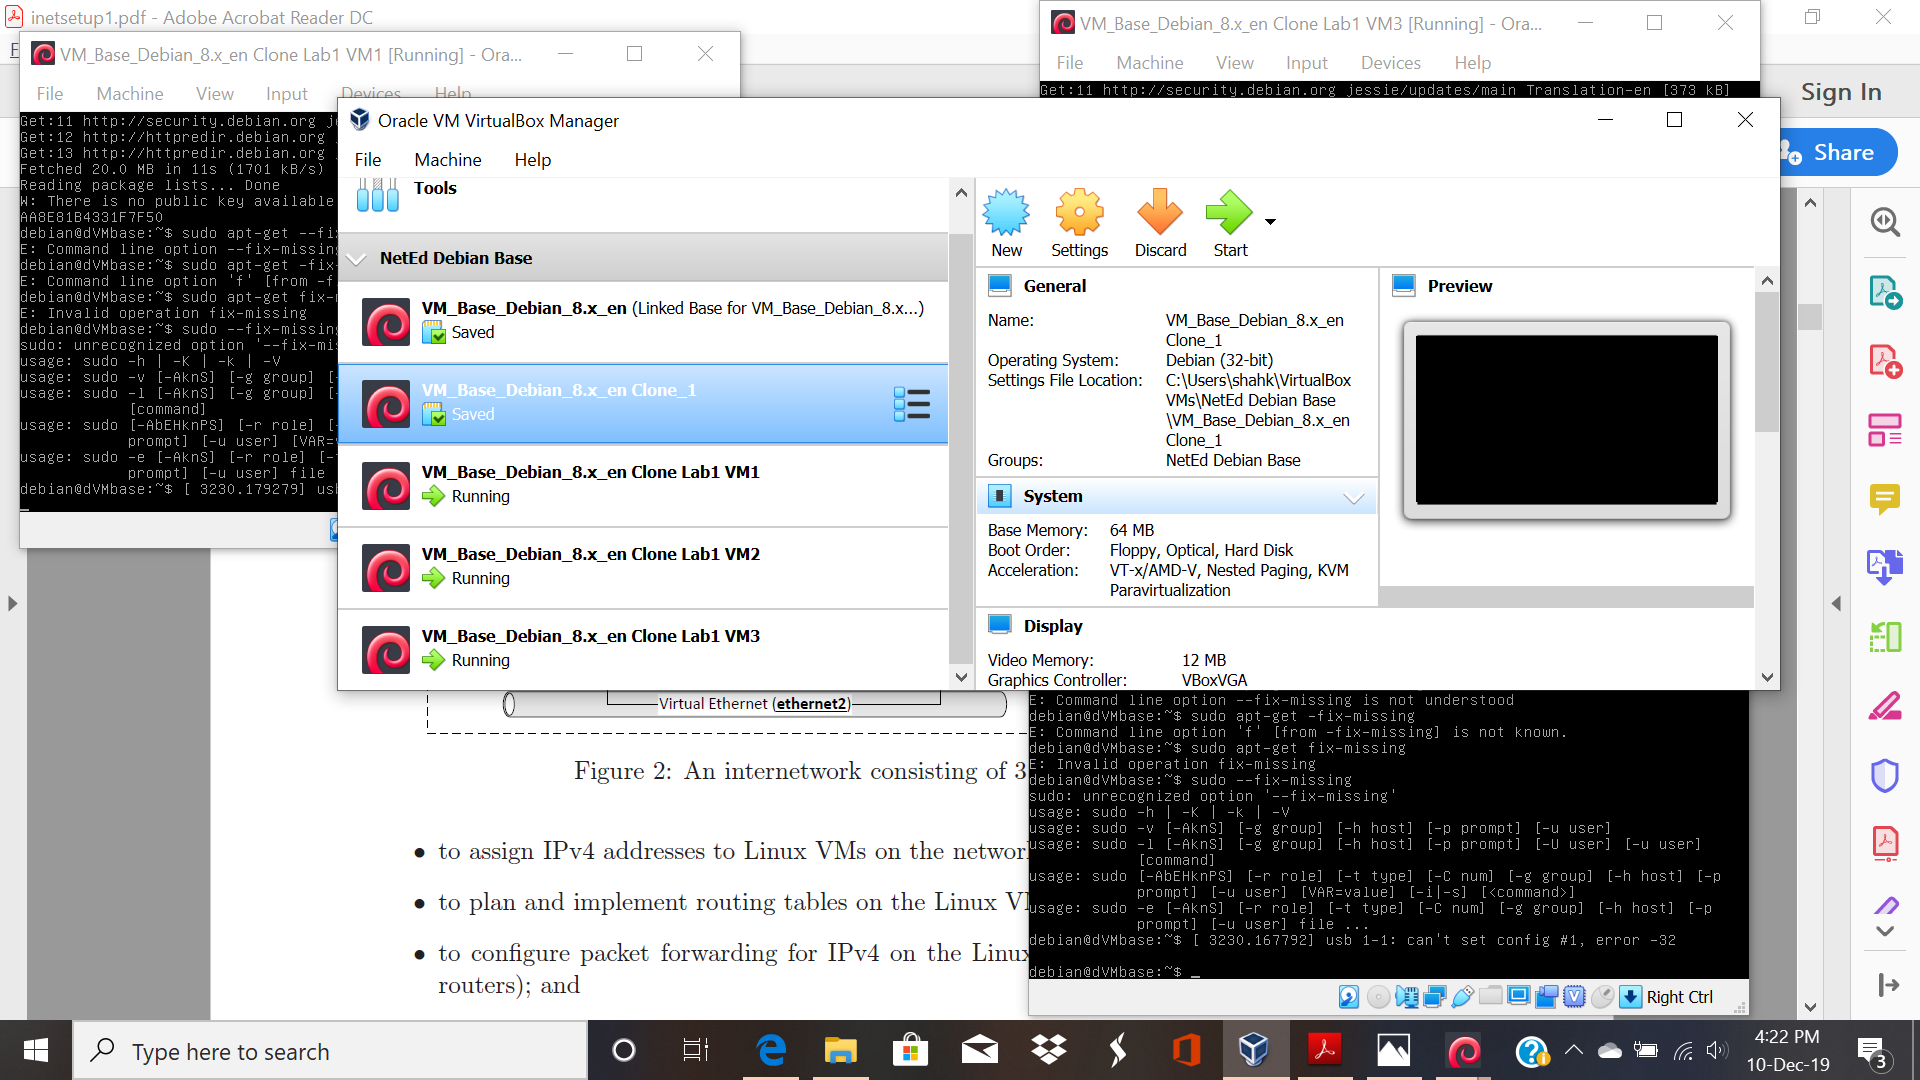 inetsetup1.pdf - Adobe Acrobat Reader DC
F
Sign In
Share
VM_Base_Debian_8.x_en Clone Lab1 VM1 [Running] - Ora...
File Machine View Input Devices Help
Get:11 http://security.debian.org je
Get:12 http://httpredir.debian.org
Get:13 http://httpredir.debian.org
Fetched 20.0 MB in 11s (1701 kB/s)
Reading package lists... Done
W: There is no public key available
AA8E81B4331F7F50
debian@dVMbase:~$ sudo apt-get --fi
E: Command line option --fix-missin
debian@dVMbase:~$ sudo apt-get -fix
E: Command line option 'f' [from -f
debian@dVMbase:~$ sudo apt-get fix-m
E: Invalid operation fix-missing
debian@dVMbase:~$ sudo --fix-missing
sudo: unrecognized option '--fix-mis
usage: sudo -h | -K | -k | -V
usage: sudo -v [-AknS] [-g group] [-
usage: sudo -l [-AknS] [-g group] [-
[command]
usage: sudo [-AbEHknPS] [-r role] [-
prompt] [-u user] [VAR=
usage: sudo -e [-AknS] [-r role] [-
prompt] [-u user] file
debian@dVMbase:~$ [ 3230.179279] usb
VM_Base_Debian_8.x_en Clone Lab1 VM3 [Running] - Ora...
File Machine View Input Devices Help
Get:11 http://security.debian.org jessie/updates/main Translation-en [373 kB]
Oracle VM VirtualBox Manager
File Machine Help
Tools
NetEd Debian Base
VM_Base_Debian_8.x_en (Linked Base for VM_Base_Debian_8.x...)
Saved
VM_Base_Debian_8.x_en Clone_1
Saved
VM_Base_Debian_8.x_en Clone Lab1 VM1
Running
VM_Base_Debian_8.x_en Clone Lab1 VM2
Running
VM_Base_Debian_8.x_en Clone Lab1 VM3
Running
New Settings Discard Start
General
Name: VM_Base_Debian_8.x_en
Clone_1
Operating System: Debian (32-bit)
Settings File Location: C:\Users\shahk\VirtualBox
VMs\NetEd Debian Base
\VM_Base_Debian_8.x_en
Clone_1
Groups: NetEd Debian Base
System
Base Memory: 64 MB
Boot Order: Floppy, Optical, Hard Disk
Acceleration: VT-x/AMD-V, Nested Paging, KVM
Paravirtualization
Display
Video Memory: 12 MB
Graphics Controller: VBoxVGA
Preview
Virtual Ethernet (ethernet2)
Figure 2: An internetwork consisting of 3
• to assign IPv4 addresses to Linux VMs on the network
• to plan and implement routing tables on the Linux VM
• to configure packet forwarding for IPv4 on the Linux
routers); and
E: Command line option --fix-missing is not understood
debian@dVMbase:~$ sudo apt-get -fix-missing
E: Command line option 'f' [from -fix-missing] is not known.
debian@dVMbase:~$ sudo apt-get fix-missing
E: Invalid operation fix-missing
debian@dVMbase:~$ sudo --fix-missing
sudo: unrecognized option '--fix-missing'
usage: sudo -h | -K | -k | -V
usage: sudo -v [-AknS] [-g group] [-h host] [-p prompt] [-u user]
usage: sudo -l [-AknS] [-g group] [-h host] [-p prompt] [-U user] [-u user]
[command]
usage: sudo [-AbEHknPS] [-r role] [-t type] [-C num] [-g group] [-h host] [-p
prompt] [-u user] [VAR=value] [-i|-s] [<command>]
usage: sudo -e [-AknS] [-r role] [-t type] [-C num] [-g group] [-h host] [-p
prompt] [-u user] file ...
debian@dVMbase:~$ [ 3230.167792] usb 1-1: can't set config #1, error -32
debian@dVMbase:~$ _
Right Ctrl
Type here to search
4:22 PM
10-Dec-19
3